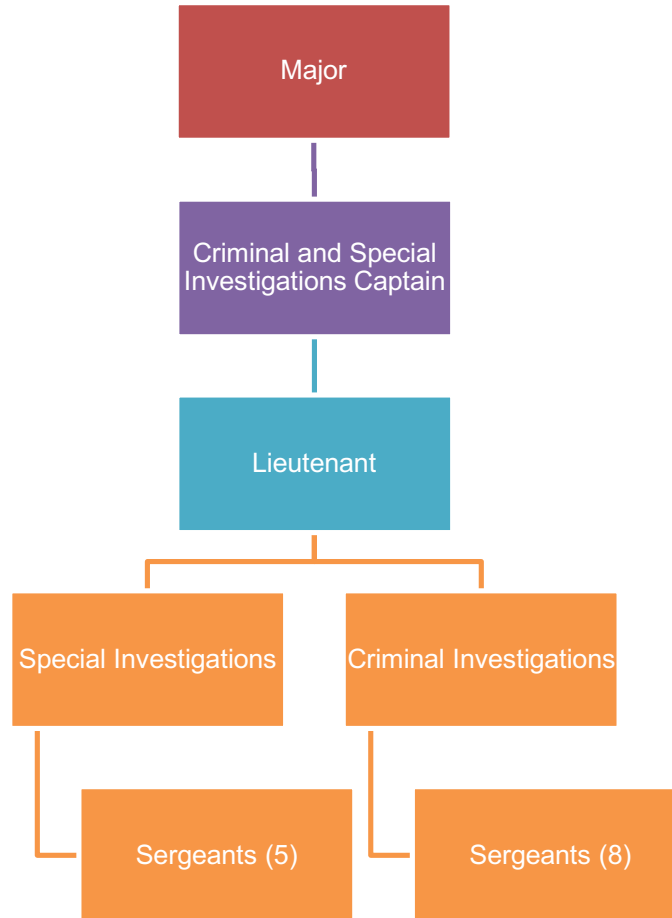 Major
Criminal and Special
Investigations Captain
Lieutenant
Special Investigations
Criminal Investigations
Sergeants (5)
Sergeants (8)